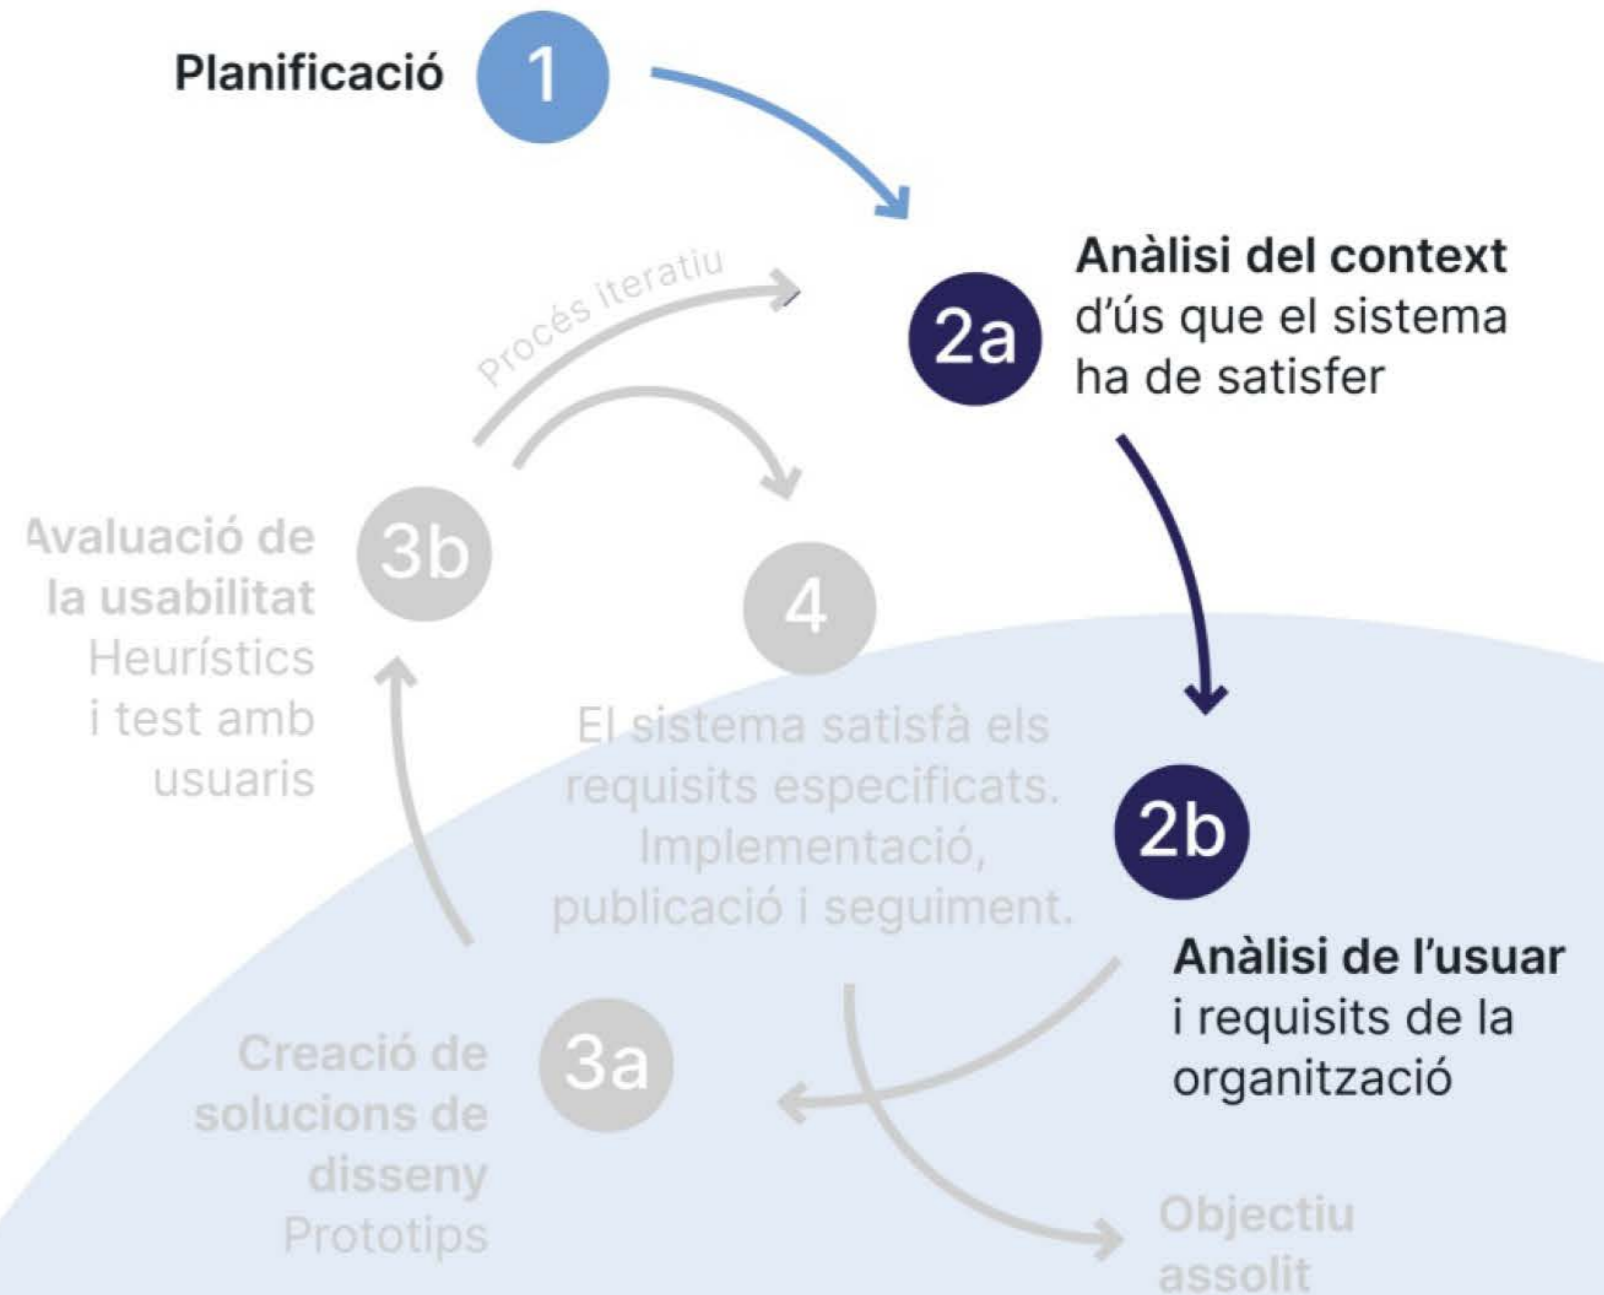 Planificació
1
Procés iteratiu
2a
Anàlisi del context
d'ús que el sistema
ha de satisfer
3b
Avaluació de
la usabilitat
Heurístics
i test amb
usuaris
4
El sistema satisfà els
requisits especificats.
Implementació,
publicació i seguiment.
2b
Anàlisi de l'usuar
i requisits de la
organització
3a
Creació de
solucions de
disseny
Prototips
Objectiu
assolit